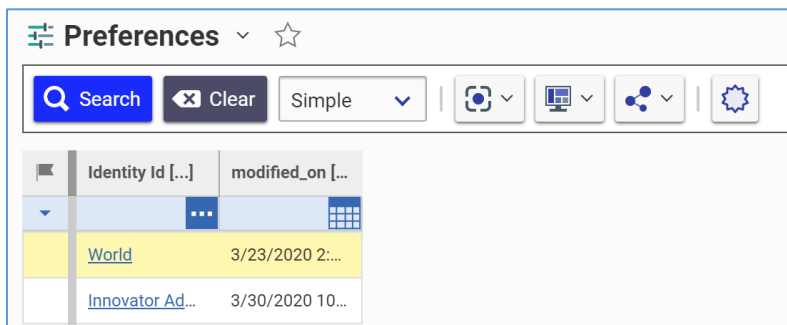 Preferences
Search Clear Simple
Identity Id [...] modified_on [...
World 3/23/2020 2:...
Innovator Ad... 3/30/2020 10...